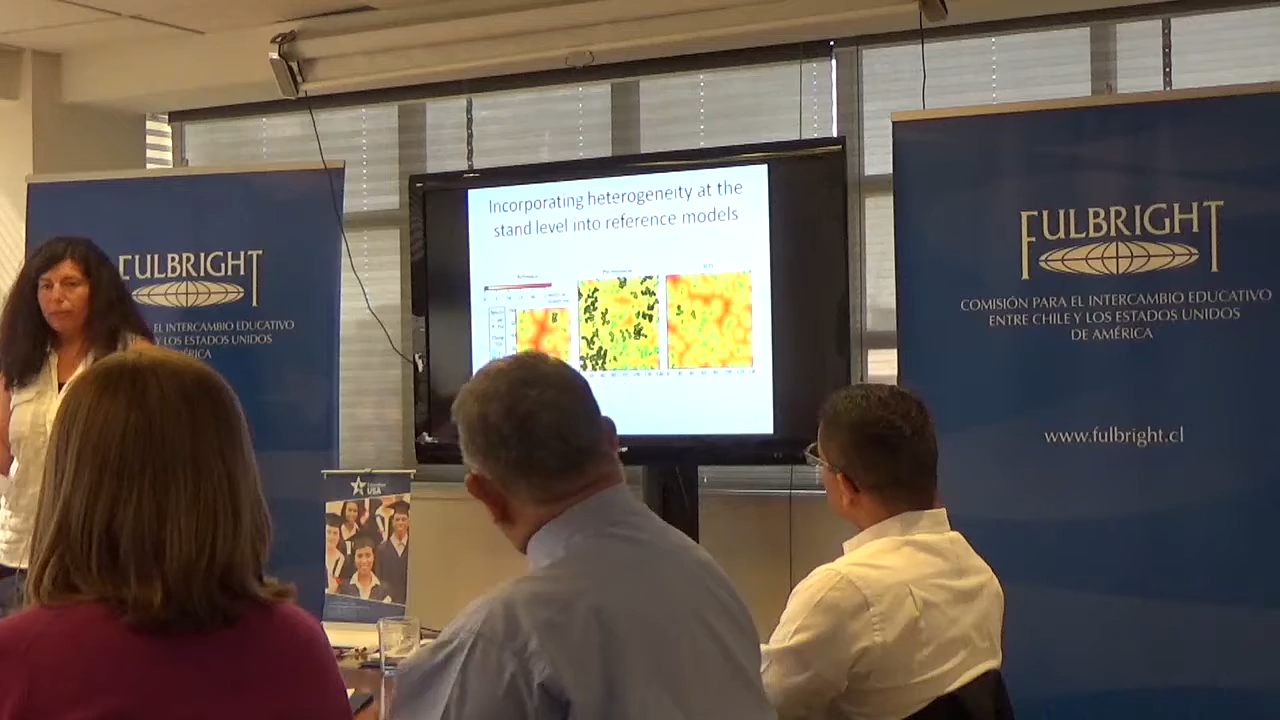 FULBRIGHT
EL INTERCAMBIO EDUCATIVO
Y LOS ESTADOS UNIDOS
Incorporating heterogeneity at the
stand level into reference models
USA
FULBRIGHT
COMISIÓN PARA EL INTERCAMBIO EDUCATIVO
ENTRE CHILE Y LOS ESTADOS UNIDOS
DE AMÉRICA
www.fulbright.cl